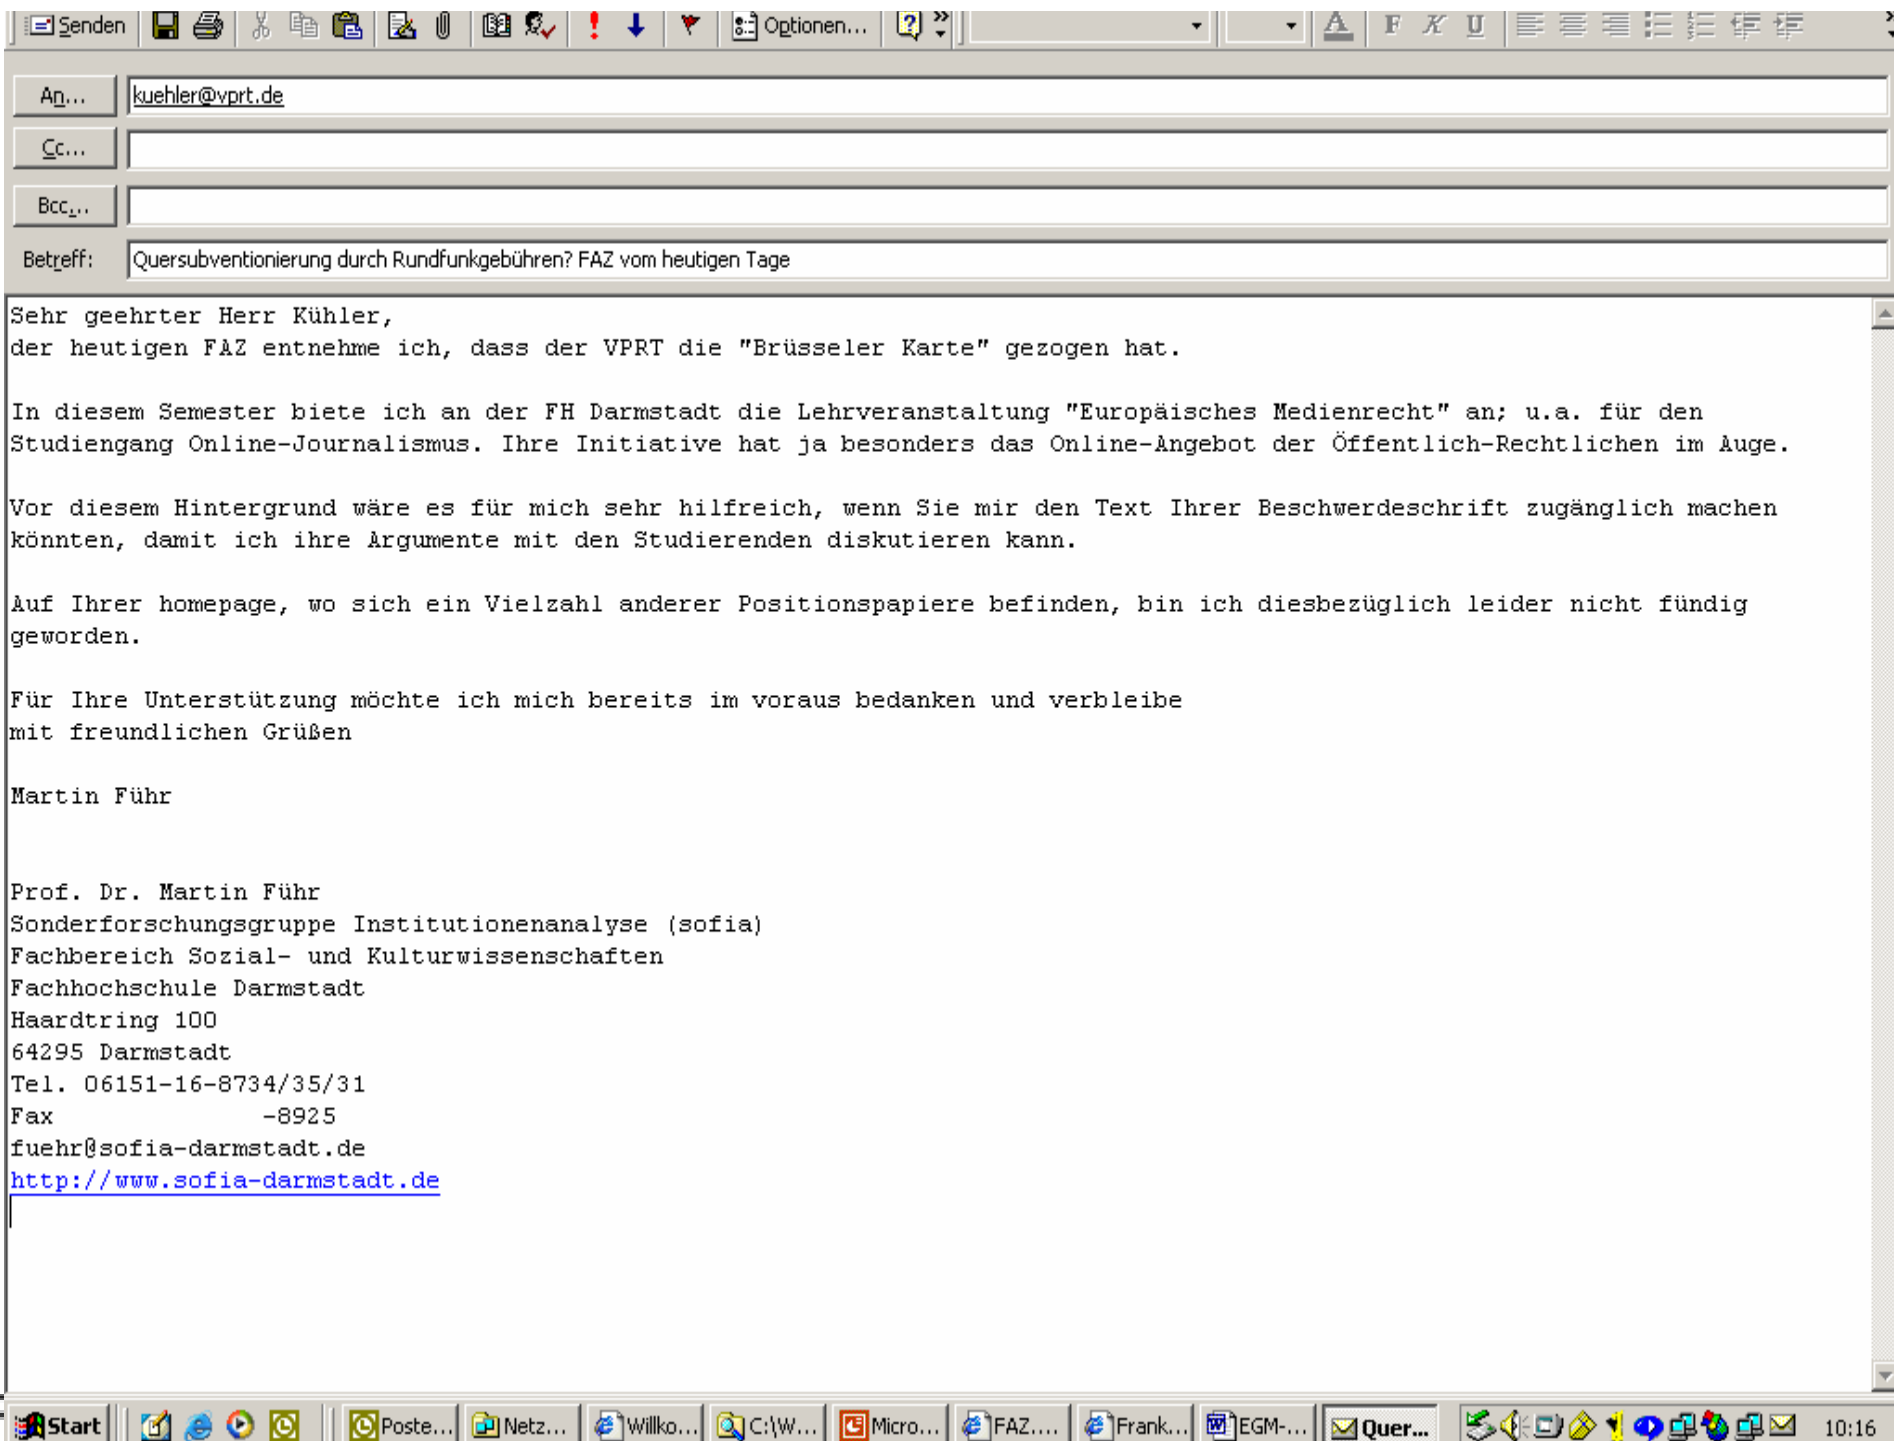 Senden Optionen... F K U
An... kuehler@vprt.de
Cc...
Bcc...
Betreff: Quersubventionierung durch Rundfunkgebühren? FAZ vom heutigen Tage
Sehr geehrter Herr Kühler,
der heutigen FAZ entnehme ich, dass der VPRT die "Brüsseler Karte" gezogen hat.
In diesem Semester biete ich an der FH Darmstadt die Lehrveranstaltung "Europäisches Medienrecht" an; u.a. für den
Studiengang Online-Journalismus. Ihre Initiative hat ja besonders das Online-Angebot der Öffentlich-Rechtlichen im Auge.
Vor diesem Hintergrund wäre es für mich sehr hilfreich, wenn Sie mir den Text Ihrer Beschwerdeschrift zugänglich machen
könnten, damit ich ihre Argumente mit den Studierenden diskutieren kann.
Auf Ihrer homepage, wo sich ein Vielzahl anderer Positionspapiere befinden, bin ich diesbezüglich leider nicht fündig
geworden.
Für Ihre Unterstützung möchte ich mich bereits im voraus bedanken und verbleibe
mit freundlichen Grüßen
Martin Führ
Prof. Dr. Martin Führ
Sonderforschungsgruppe Institutionenanalyse (sofia)
Fachbereich Sozial- und Kulturwissenschaften
Fachhochschule Darmstadt
Haardtring 100
64295 Darmstadt
Tel. 06151-16-8734/35/31
Fax -8925
fuehr@sofia-darmstadt.de
http://www.sofia-darmstadt.de
Start Poste... Netz... Willko... C:\W... Micro... FAZ.... Frank... EGM-... Quer... 10:16